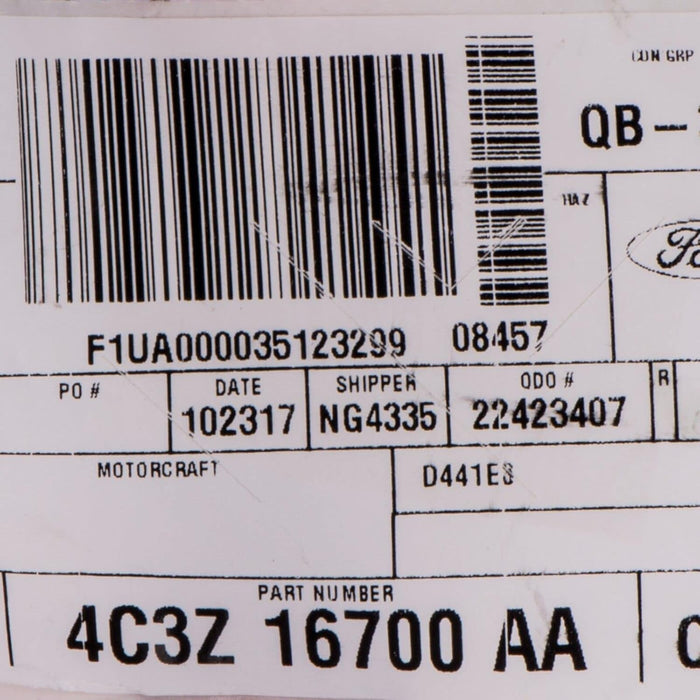 CON GRP
QB-
HAZ
F1UA000035123299 08457
PO # DATE SHIPPER ODO # R
102317 NG4335 22423407
MOTORCRAFT D441E8
PART NUMBER
4C3Z 16700 AA